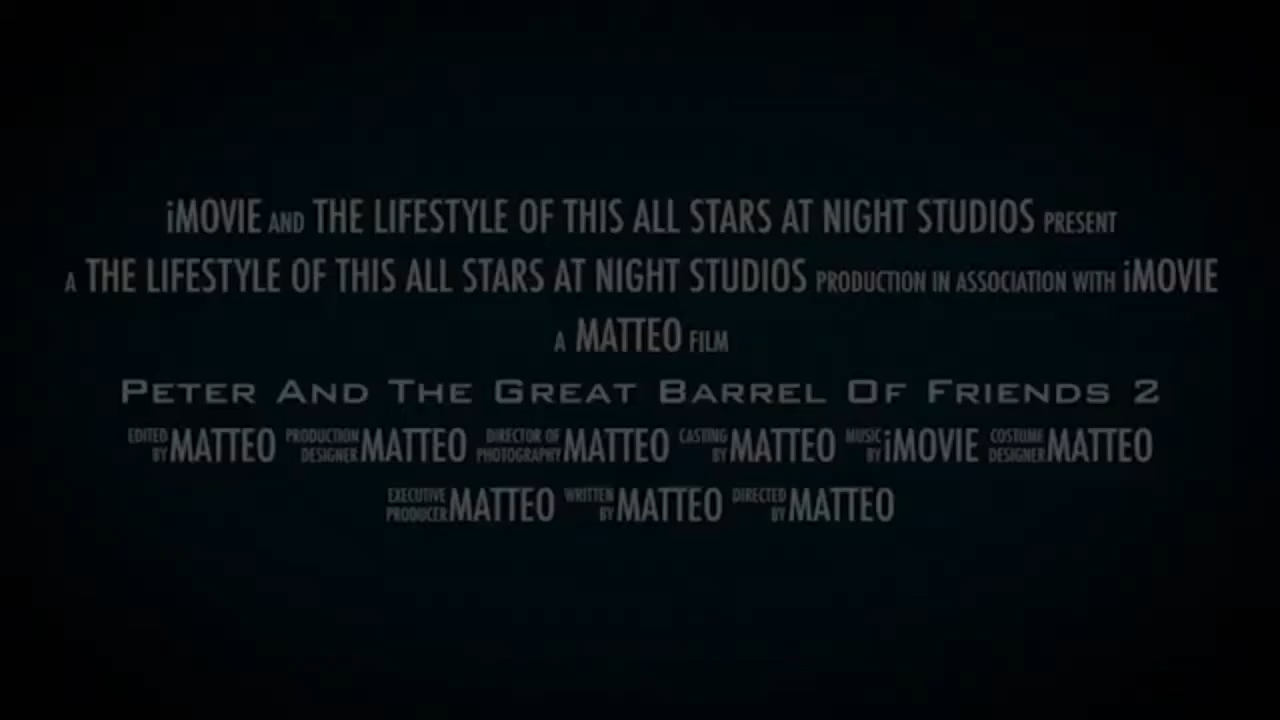 iMOVIE AND THE LIFESTYLE OF THIS ALL STARS AT NIGHT STUDIOS PRESENT
A THE LIFESTYLE OF THIS ALL STARS AT NIGHT STUDIOS PRODUCTION IN ASSOCIATION WITH iMOVIE
A MATTEO FILM
PETER AND THE GREAT BARREL OF FRIENDS 2
EDITED BY MATTEO PRODUCTION DESIGNER MATTEO DIRECTOR OF PHOTOGRAPHY MATTEO CASTING BY MATTEO MUSIC BY iMOVIE COSTUME DESIGNER MATTEO
EXECUTIVE PRODUCER MATTEO WRITTEN BY MATTEO DIRECTED BY MATTEO